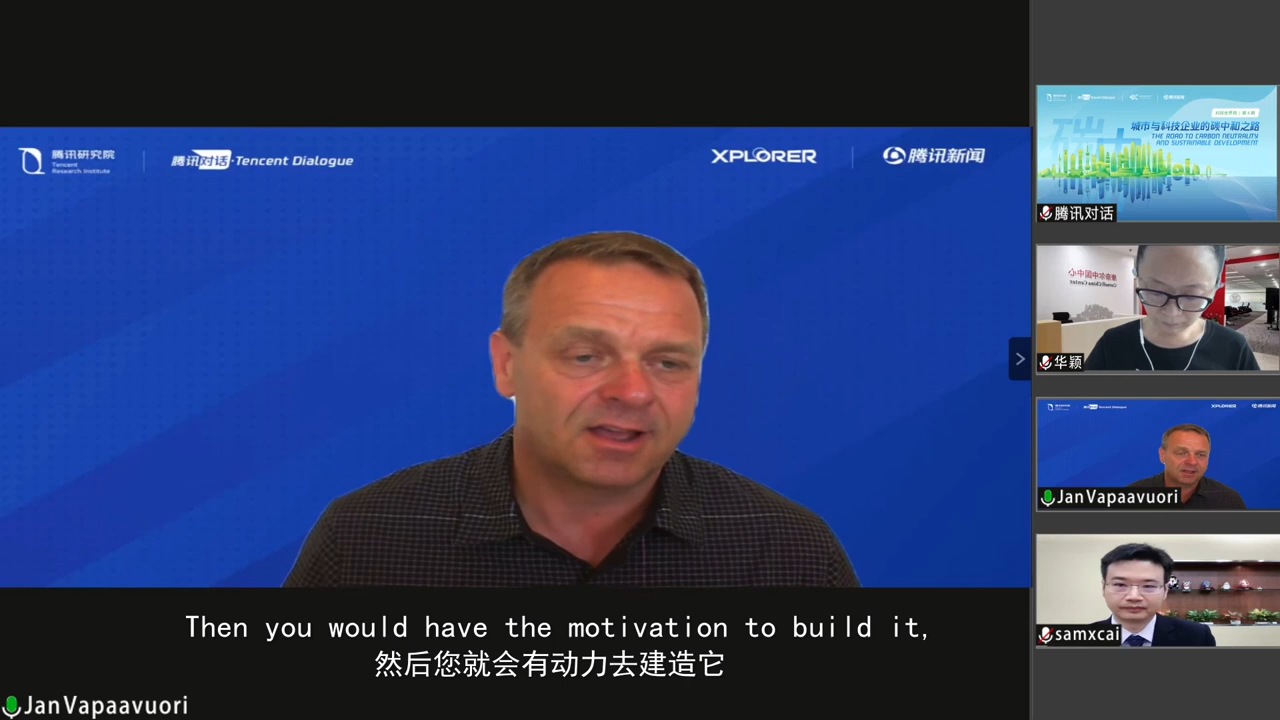 腾讯研究院
Tencent
Research Institute
腾讯对话·Tencent Dialogue
XPLORER
腾讯新闻
Then you would have the motivation to build it,
然后您就会有动力去建造它
JanVapaavuori
城市与科技企业的碳中和之路
THE ROAD TO CARBON NEUTRALITY
AND SUSTAINABLE DEVELOPMENT
腾讯对话
华颖
XPLORER
JanVapaavuori
samxcai